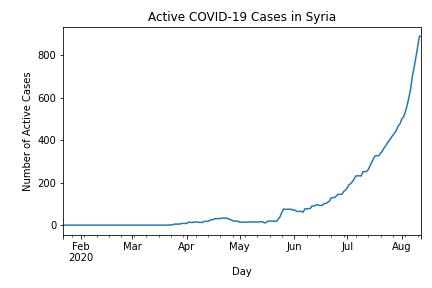 Active COVID-19 Cases in Syria
Number of Active Cases
800
600
400
200
0
Feb Mar Apr May Jun Jul Aug
2020
Day